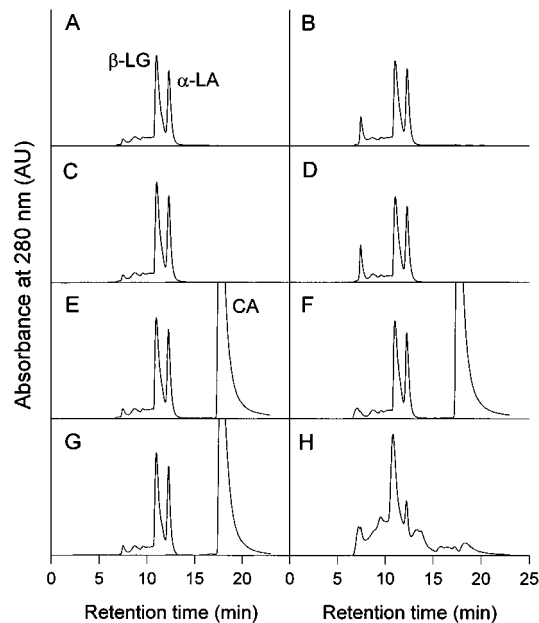 A
B
β-LG
α-LA
C
D
E
CA
F
G
H
Absorbance at 280 nm (AU)
0 5 10 15 20 0 5 10 15 20 25
Retention time (min) Retention time (min)